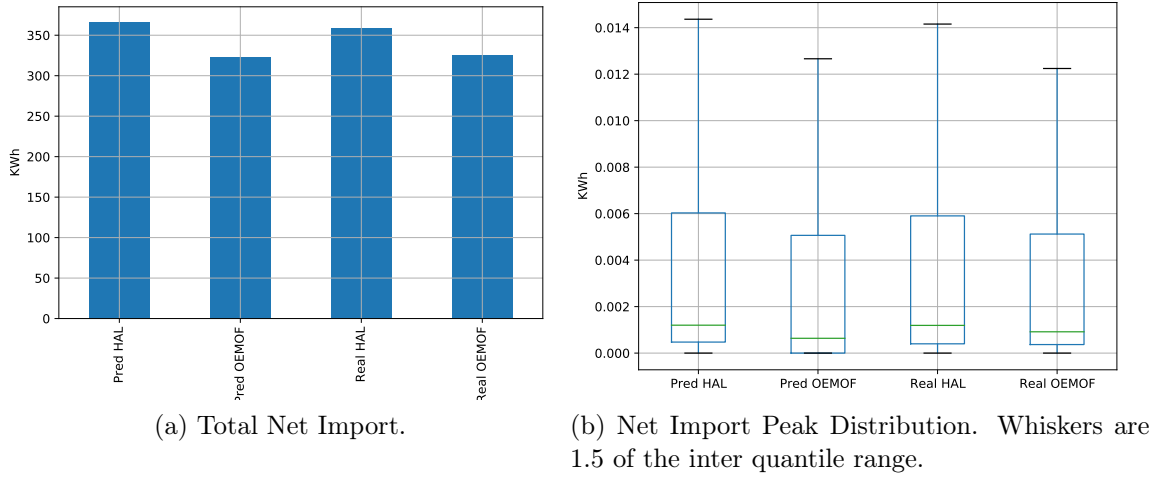 350
300
250
200
150
100
50
0
KWh
Pred HAL
Pred OEMOF
Real HAL
Real OEMOF
(a) Total Net Import.
0.014
0.012
0.010
0.008
0.006
0.004
0.002
0.000
KWh
Pred HAL
Pred OEMOF
Real HAL
Real OEMOF
(b) Net Import Peak Distribution. Whiskers are
1.5 of the inter quantile range.